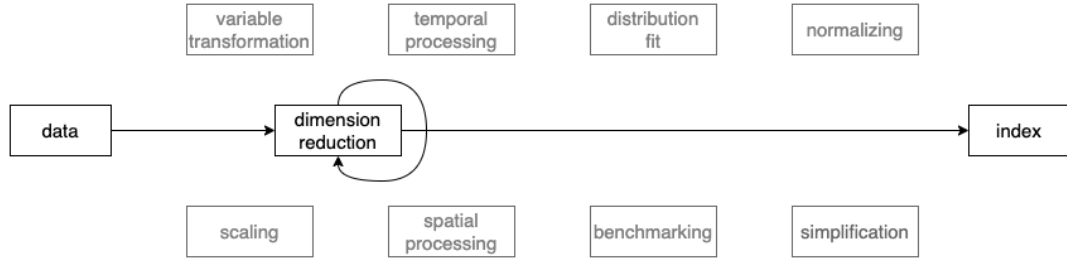 variable
transformation
temporal
processing
distribution
fit
normalizing
data
dimension
reduction
index
scaling
spatial
processing
benchmarking
simplification